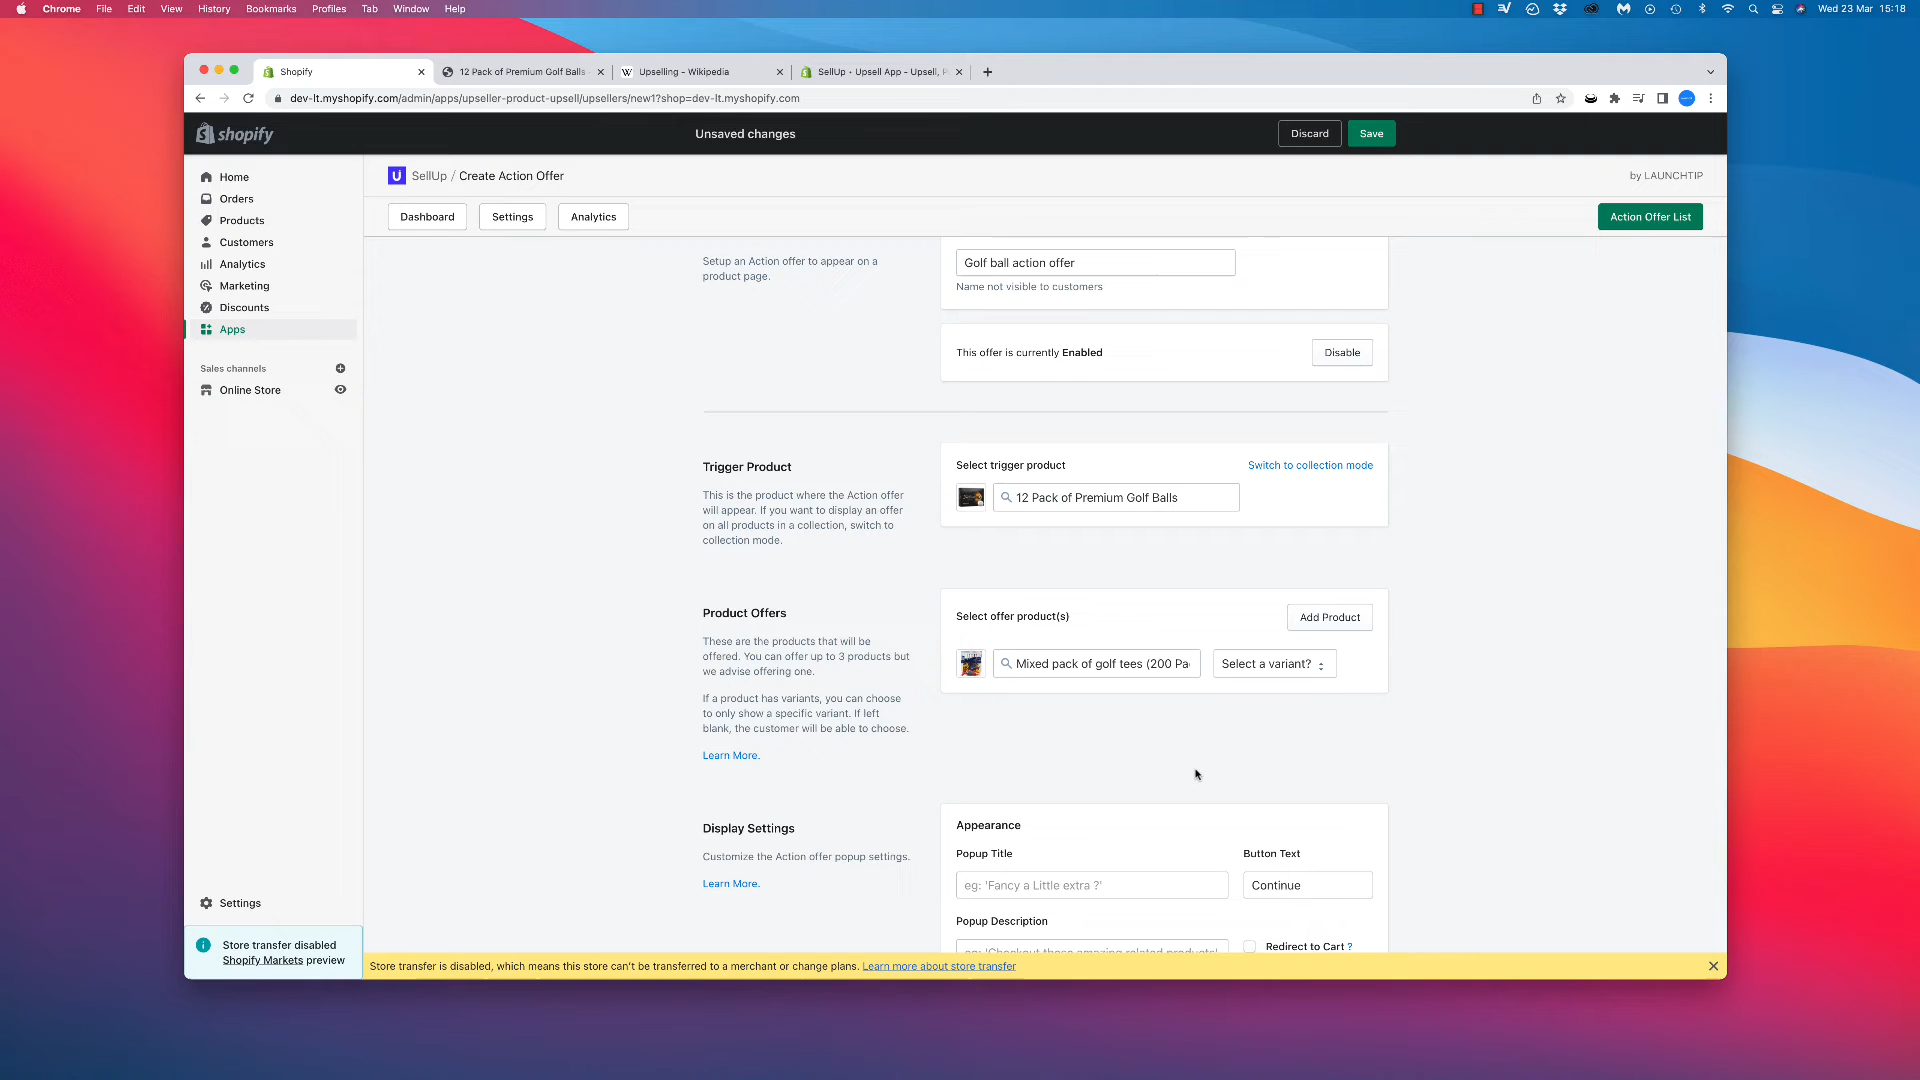 Chrome File Edit View History Bookmarks Profiles Tab Window Help Wed 23 Mar 15:18
Shopify 12 Pack of Premium Golf Balls Upselling - Wikipedia SellUp · Upsell App - Upsell, P
dev-lt.myshopify.com/admin/apps/upseller-product-upsell/upsellers/new1?shop=dev-lt.myshopify.com
shopify Unsaved changes Discard Save
Home
Orders
Products
Customers
Analytics
Marketing
Discounts
Apps
Sales channels
Online Store
Settings
Store transfer disabled
Shopify Markets preview
SellUp / Create Action Offer by LAUNCHTIP
Dashboard Settings Analytics Action Offer List
Setup an Action offer to appear on a
product page.
Golf ball action offer
Name not visible to customers
This offer is currently Enabled Disable
Trigger Product
This is the product where the Action offer
will appear. If you want to display an offer
on all products in a collection, switch to
collection mode.
Select trigger product Switch to collection mode
12 Pack of Premium Golf Balls
Product Offers
These are the products that will be
offered. You can offer up to 3 products but
we advise offering one.
If a product has variants, you can choose
to only show a specific variant. If left
blank, the customer will be able to choose.
Learn More.
Select offer product(s) Add Product
Mixed pack of golf tees (200 Pa Select a variant?
Display Settings
Customize the Action offer popup settings.
Learn More.
Appearance
Popup Title Button Text
eg: 'Fancy a Little extra ?' Continue
Popup Description
eg: 'Checkout these amazing related products' Redirect to Cart ?
Store transfer is disabled, which means this store can't be transferred to a merchant or change plans. Learn more about store transfer